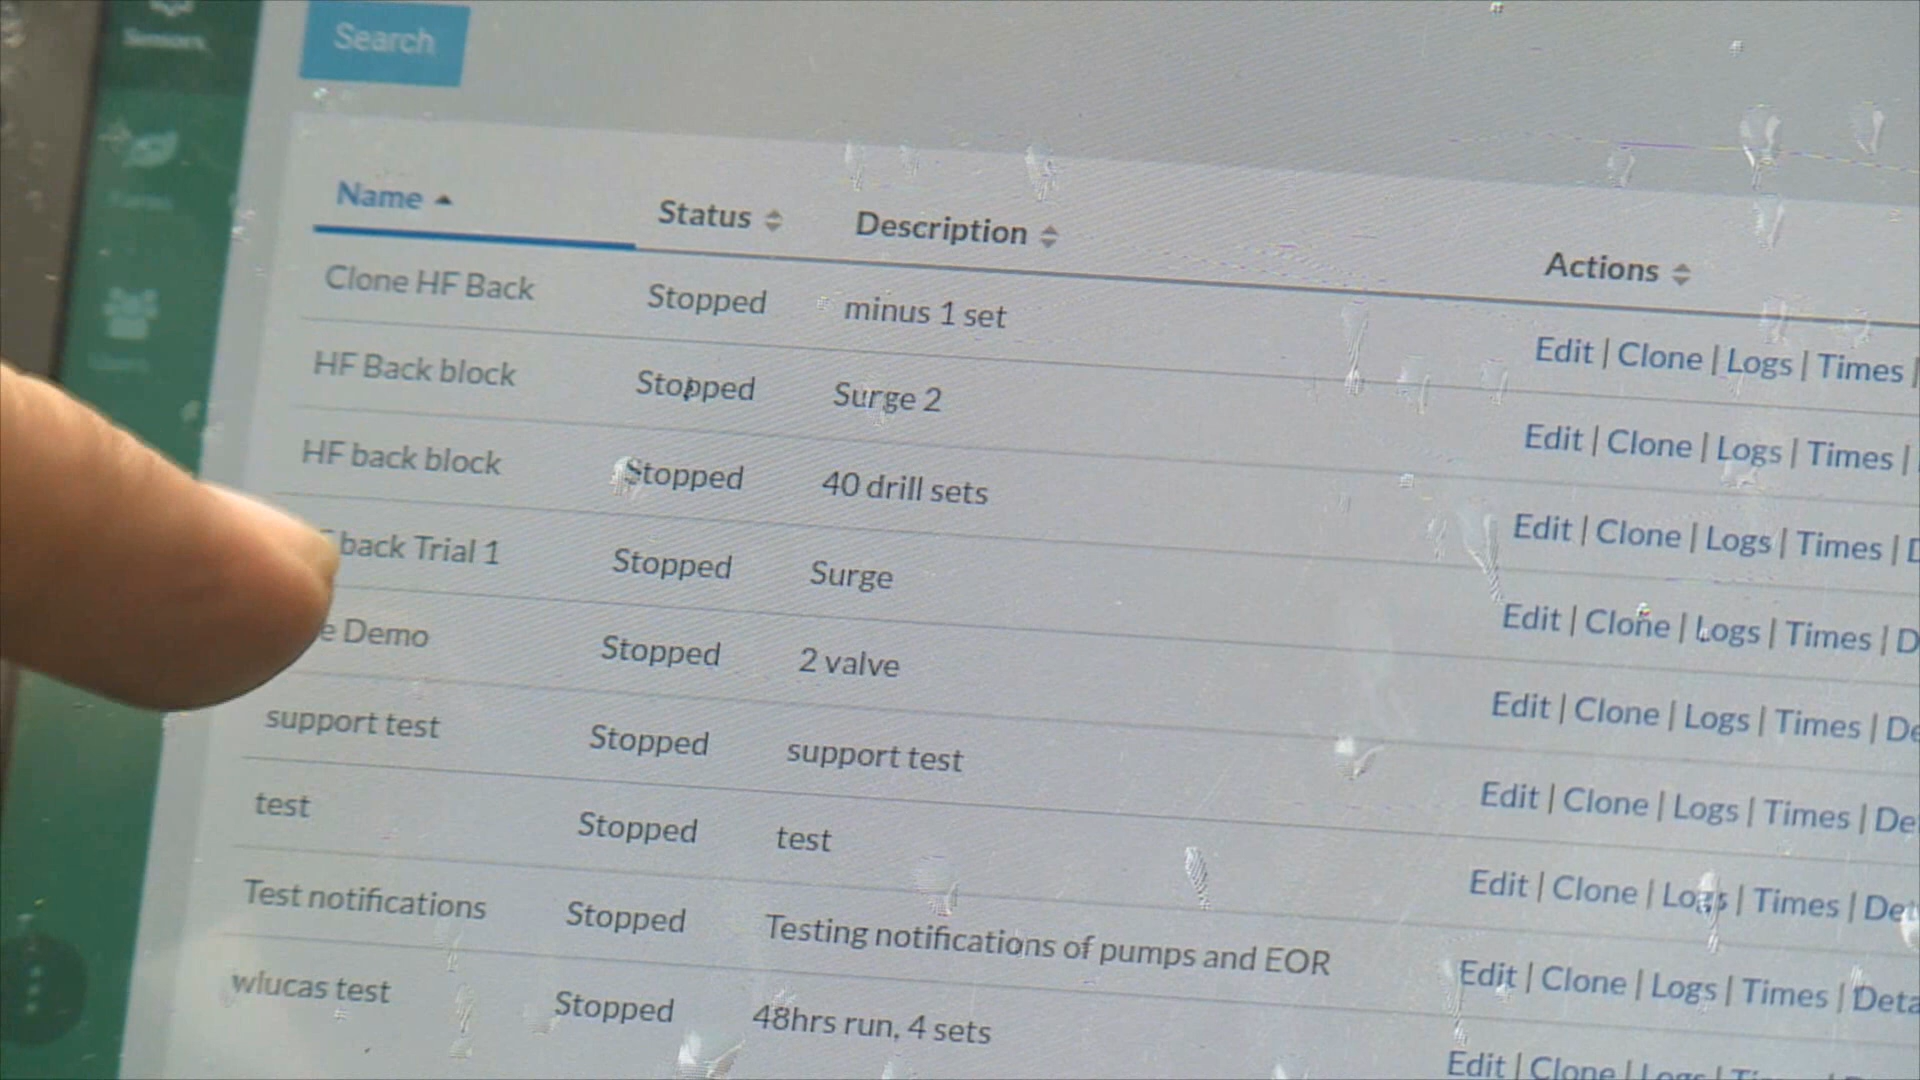 Sensors
Search
Name Status Description Actions
Clone HF Back Stopped minus 1 set Edit | Clone | Logs | Times |
HF Back block Stopped Surge 2 Edit | Clone | Logs | Times |
HF back block Stopped 40 drill sets Edit | Clone | Logs | Times | D
back Trial 1 Stopped Surge Edit | Clone | Logs | Times | D
e Demo Stopped 2 valve Edit | Clone | Logs | Times | De
support test Stopped support test Edit | Clone | Logs | Times | De
test Stopped test Edit | Clone | Logs | Times | Det
Test notifications Stopped Testing notifications of pumps and EOR Edit | Clone | Logs | Times | Deta
wlucas test Stopped 48hrs run, 4 sets Edit | Clone | Logs